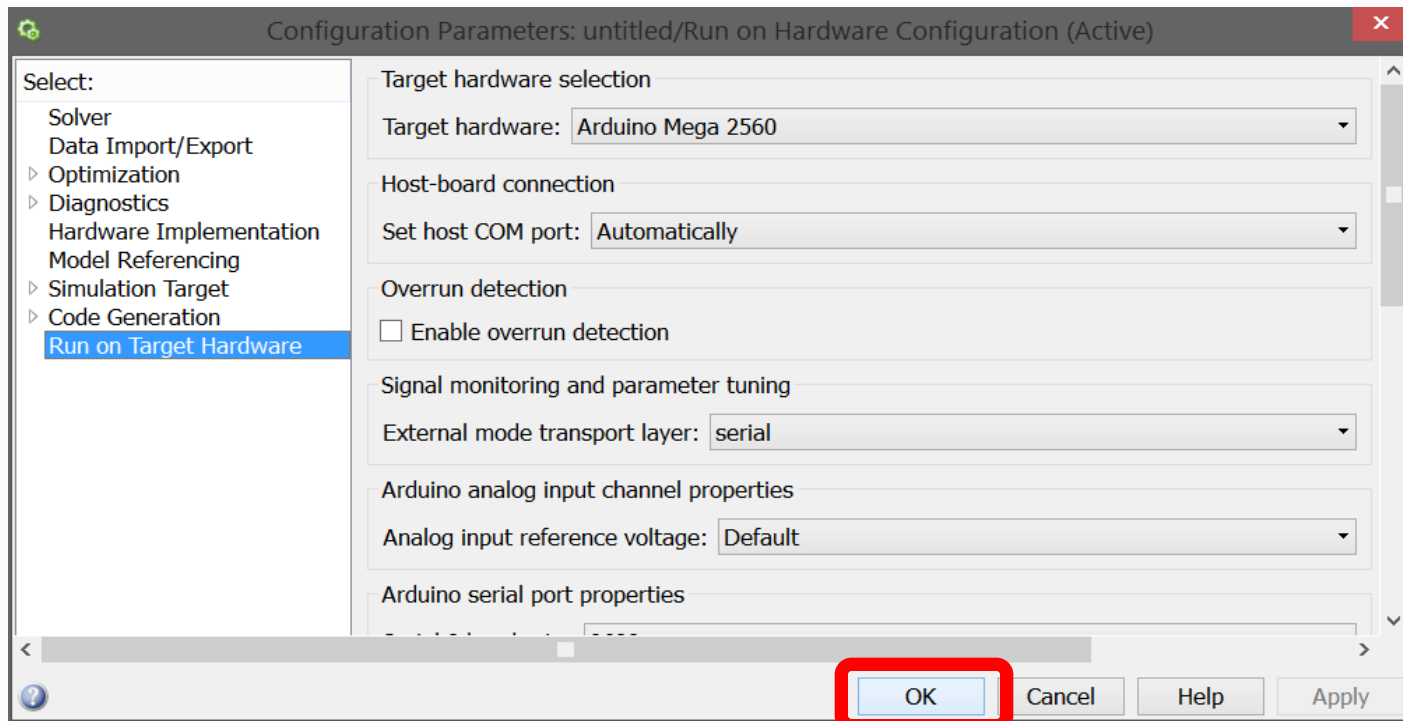 Configuration Parameters: untitled/Run on Hardware Configuration (Active)
Select:
Solver
Data Import/Export
Optimization
Diagnostics
Hardware Implementation
Model Referencing
Simulation Target
Code Generation
Run on Target Hardware
Target hardware selection
Target hardware: Arduino Mega 2560
Host-board connection
Set host COM port: Automatically
Overrun detection
Enable overrun detection
Signal monitoring and parameter tuning
External mode transport layer: serial
Arduino analog input channel properties
Analog input reference voltage: Default
Arduino serial port properties
OK Cancel Help Apply